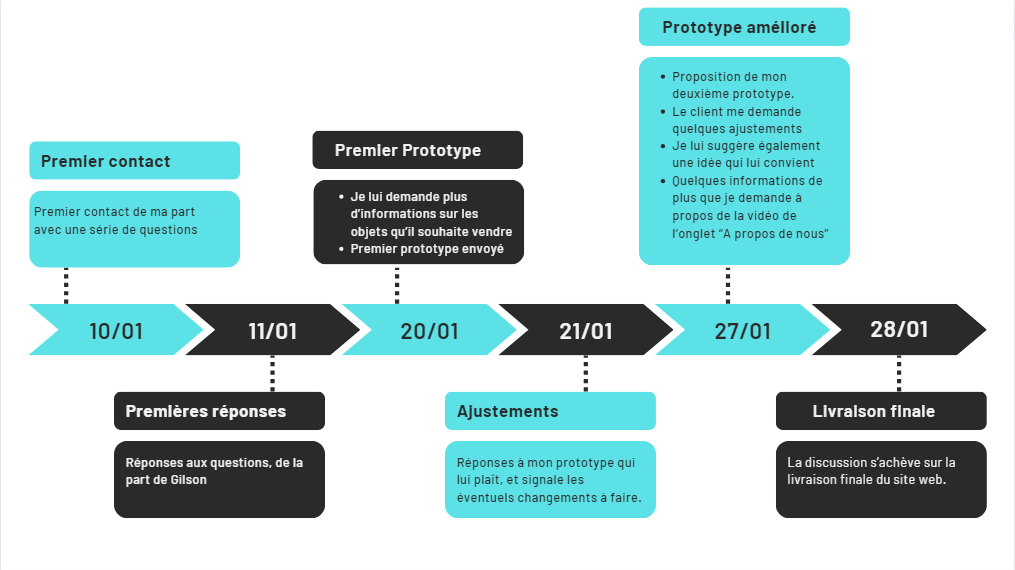 Prototype amélioré
• Proposition de mon
deuxième prototype.
• Le client me demande
quelques ajustements
• Je lui suggère également
une idée qui lui convient
• Quelques informations de
plus que je demande à
propos de la vidéo de
l'onglet “A propos de nous”
Premier contact
Premier contact de ma part
avec une série de questions
Premier Prototype
• Je lui demande plus
d'informations sur les
objets qu'il souhaite vendre
• Premier prototype envoyé
10/01
11/01
20/01
21/01
27/01
28/01
Premières réponses
Réponses aux questions, de la
part de Gilson
Ajustements
Réponses à mon prototype qui
lui plaît, et signale les
éventuels changements à faire.
Livraison finale
La discussion s'achève sur la
livraison finale du site web.